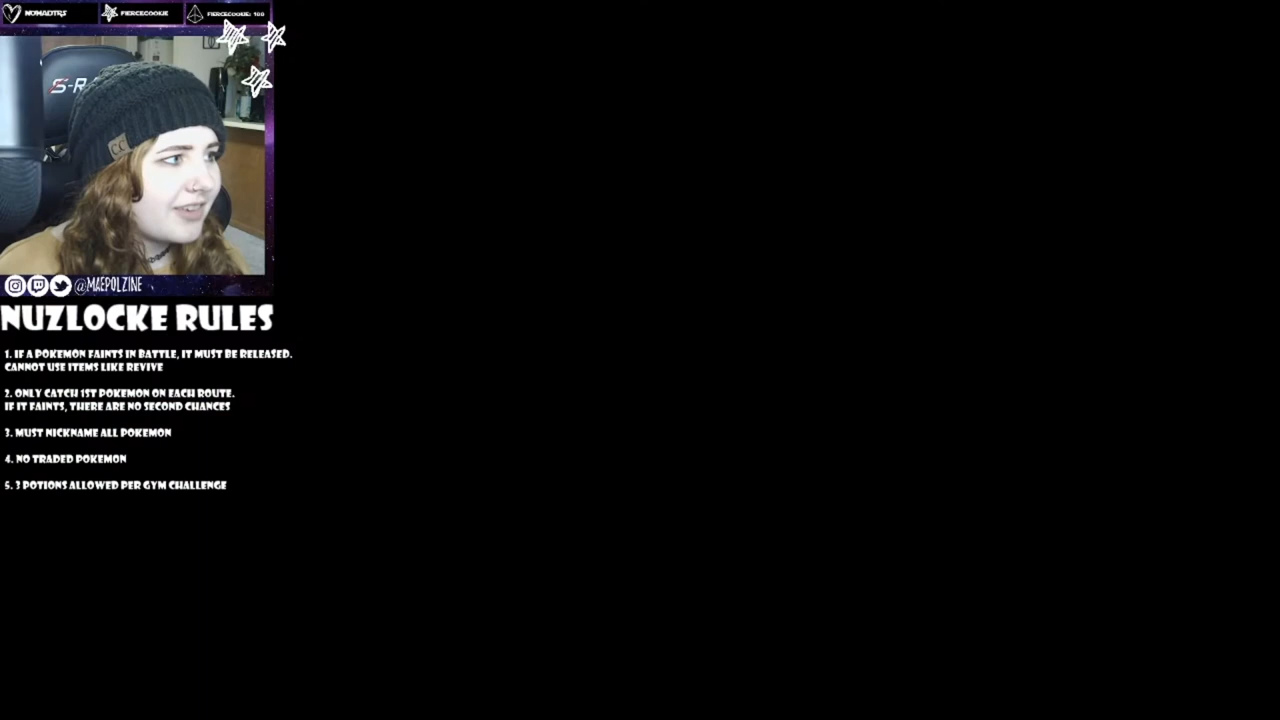 NOMADTRS FIERCECOOKIE FIERCECOOKIE: 100
S-R
CC
@MAEPOLZINE
NUZLOCKE RULES
1. IF A POKEMON FAINTS IN BATTLE, IT MUST BE RELEASED.
CANNOT USE ITEMS LIKE REVIVE
2. ONLY CATCH 1ST POKEMON ON EACH ROUTE.
IF IT FAINTS, THERE ARE NO SECOND CHANCES
3. MUST NICKNAME ALL POKEMON
4. NO TRADED POKEMON
5. 3 POTIONS ALLOWED PER GYM CHALLENGE